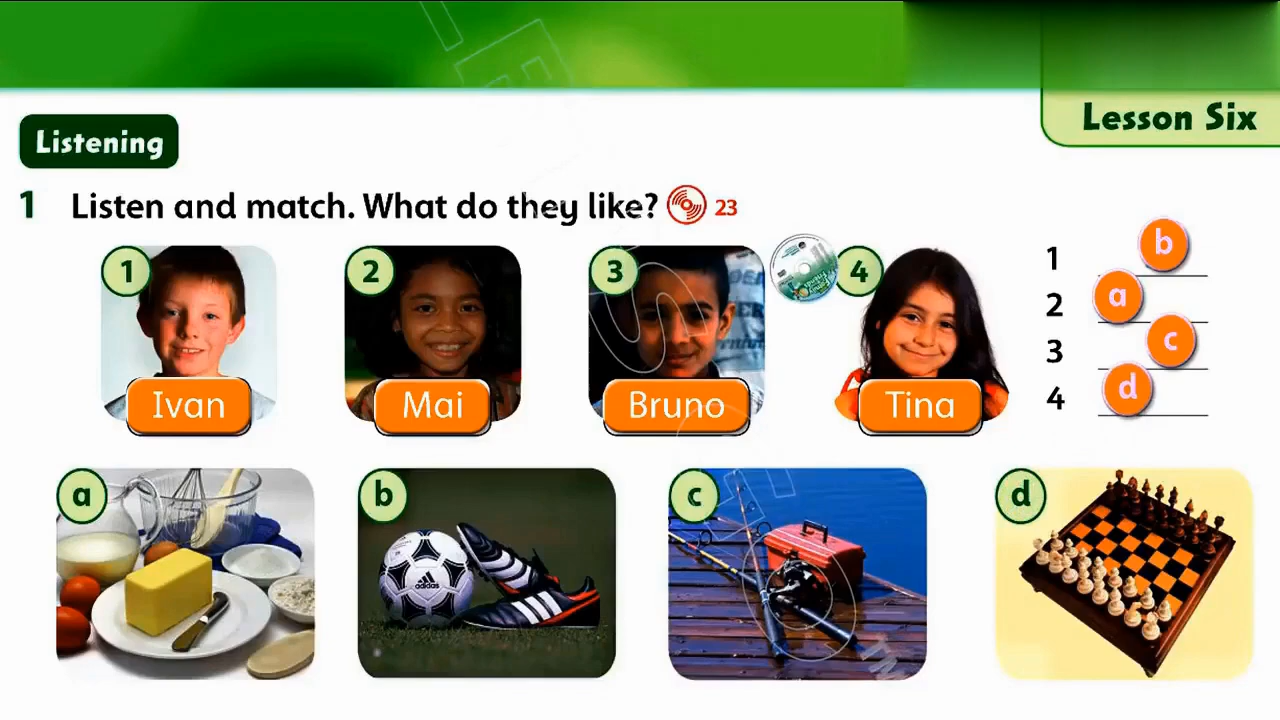 Lesson Six
Listening
1 Listen and match. What do they like? 23
1 2 3 4
Ivan Mai Bruno Tina
1 b
2 a
3 c
4 d
a b c d
adidas